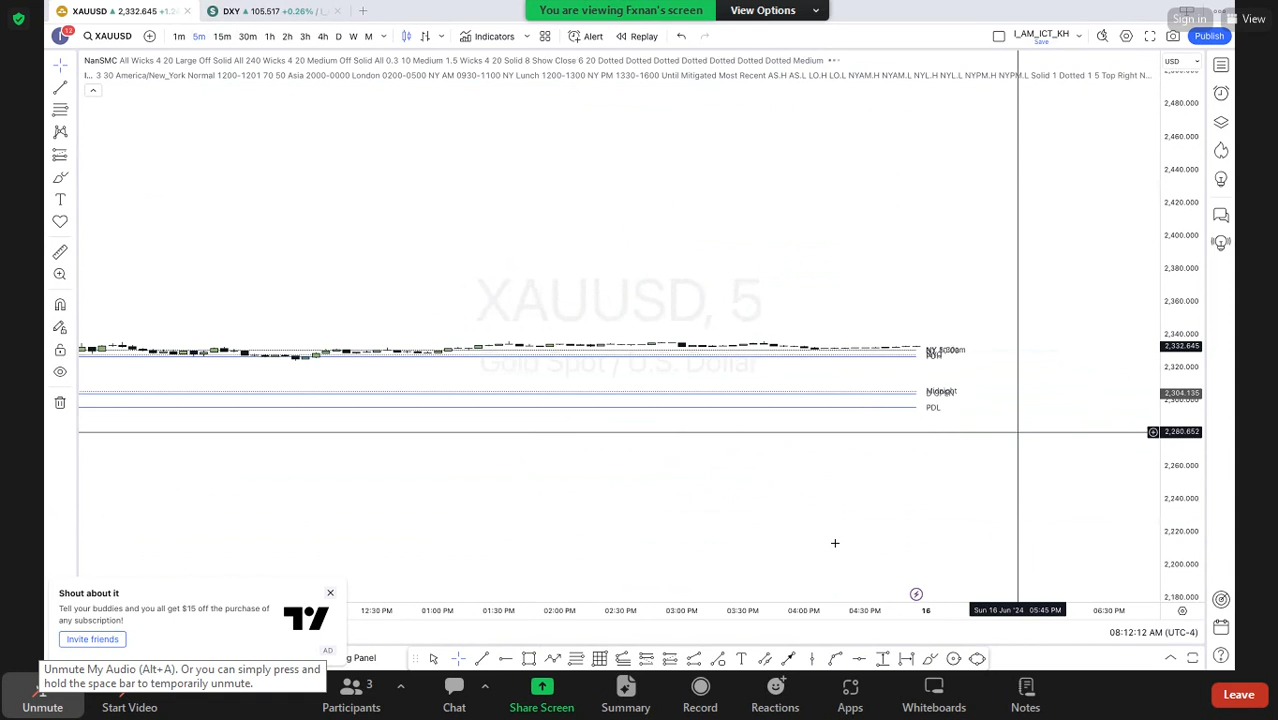 XAUUSD 2,332.645
DXY 105.517 +0.26%
You are viewing Fxnan's screen
View Options
Sign in
View
12
XAUUSD
1m 5m 15m 30m 1h 2h 3h 4h D W M
Indicators
Alert
Replay
I_AM_ICT_KH
Save
Publish
NanSMC All Wicks 4 20 Large Off Solid All 240 Wicks 4 20 Medium Off Solid All 0.3 10 Medium 1.5 Wicks 4 20 Solid 8 Show Close 6 20 Dotted Dotted Dotted Dotted Dotted Dotted Medium
I... 3 30 America/New_York Normal 1200-1201 70 50 Asia 2000-0000 London 0200-0500 NY AM 0930-1100 NY Lunch 1200-1300 NY PM 1330-1600 Until Mitigated Most Recent AS.H AS.L LO.H LO.L NYAM.H NYAM.L NYL.H NYL.L NYPM.H NYPM.L Solid 1 Dotted 1 5 Top Right N...
USD
2,480.000
2,460.000
2,440.000
2,420.000
2,400.000
2,380.000
2,360.000
2,340.000
2,332.645
2,320.000
2,304.135
2,300.000
2,280.652
2,260.000
2,240.000
2,220.000
2,200.000
2,180.000
XAUUSD, 5
Gold Spot / U.S. Dollar
Midnight
PDL
Shout about it
Tell your buddies and you all get $15 off the purchase of
any subscription!
Invite friends
AD
12:30 PM 01:00 PM 01:30 PM 02:00 PM 02:30 PM 03:00 PM 03:30 PM 04:00 PM 04:30 PM 16 Sun 16 Jun '24 05:45 PM 06:30 PM
08:12:12 AM (UTC-4)
ng Panel
Unmute My Audio (Alt+A). Or you can simply press and
hold the space bar to temporarily unmute.
3
Unmute
Start Video
Participants
Chat
Share Screen
Summary
Record
Reactions
Apps
Whiteboards
Notes
Leave